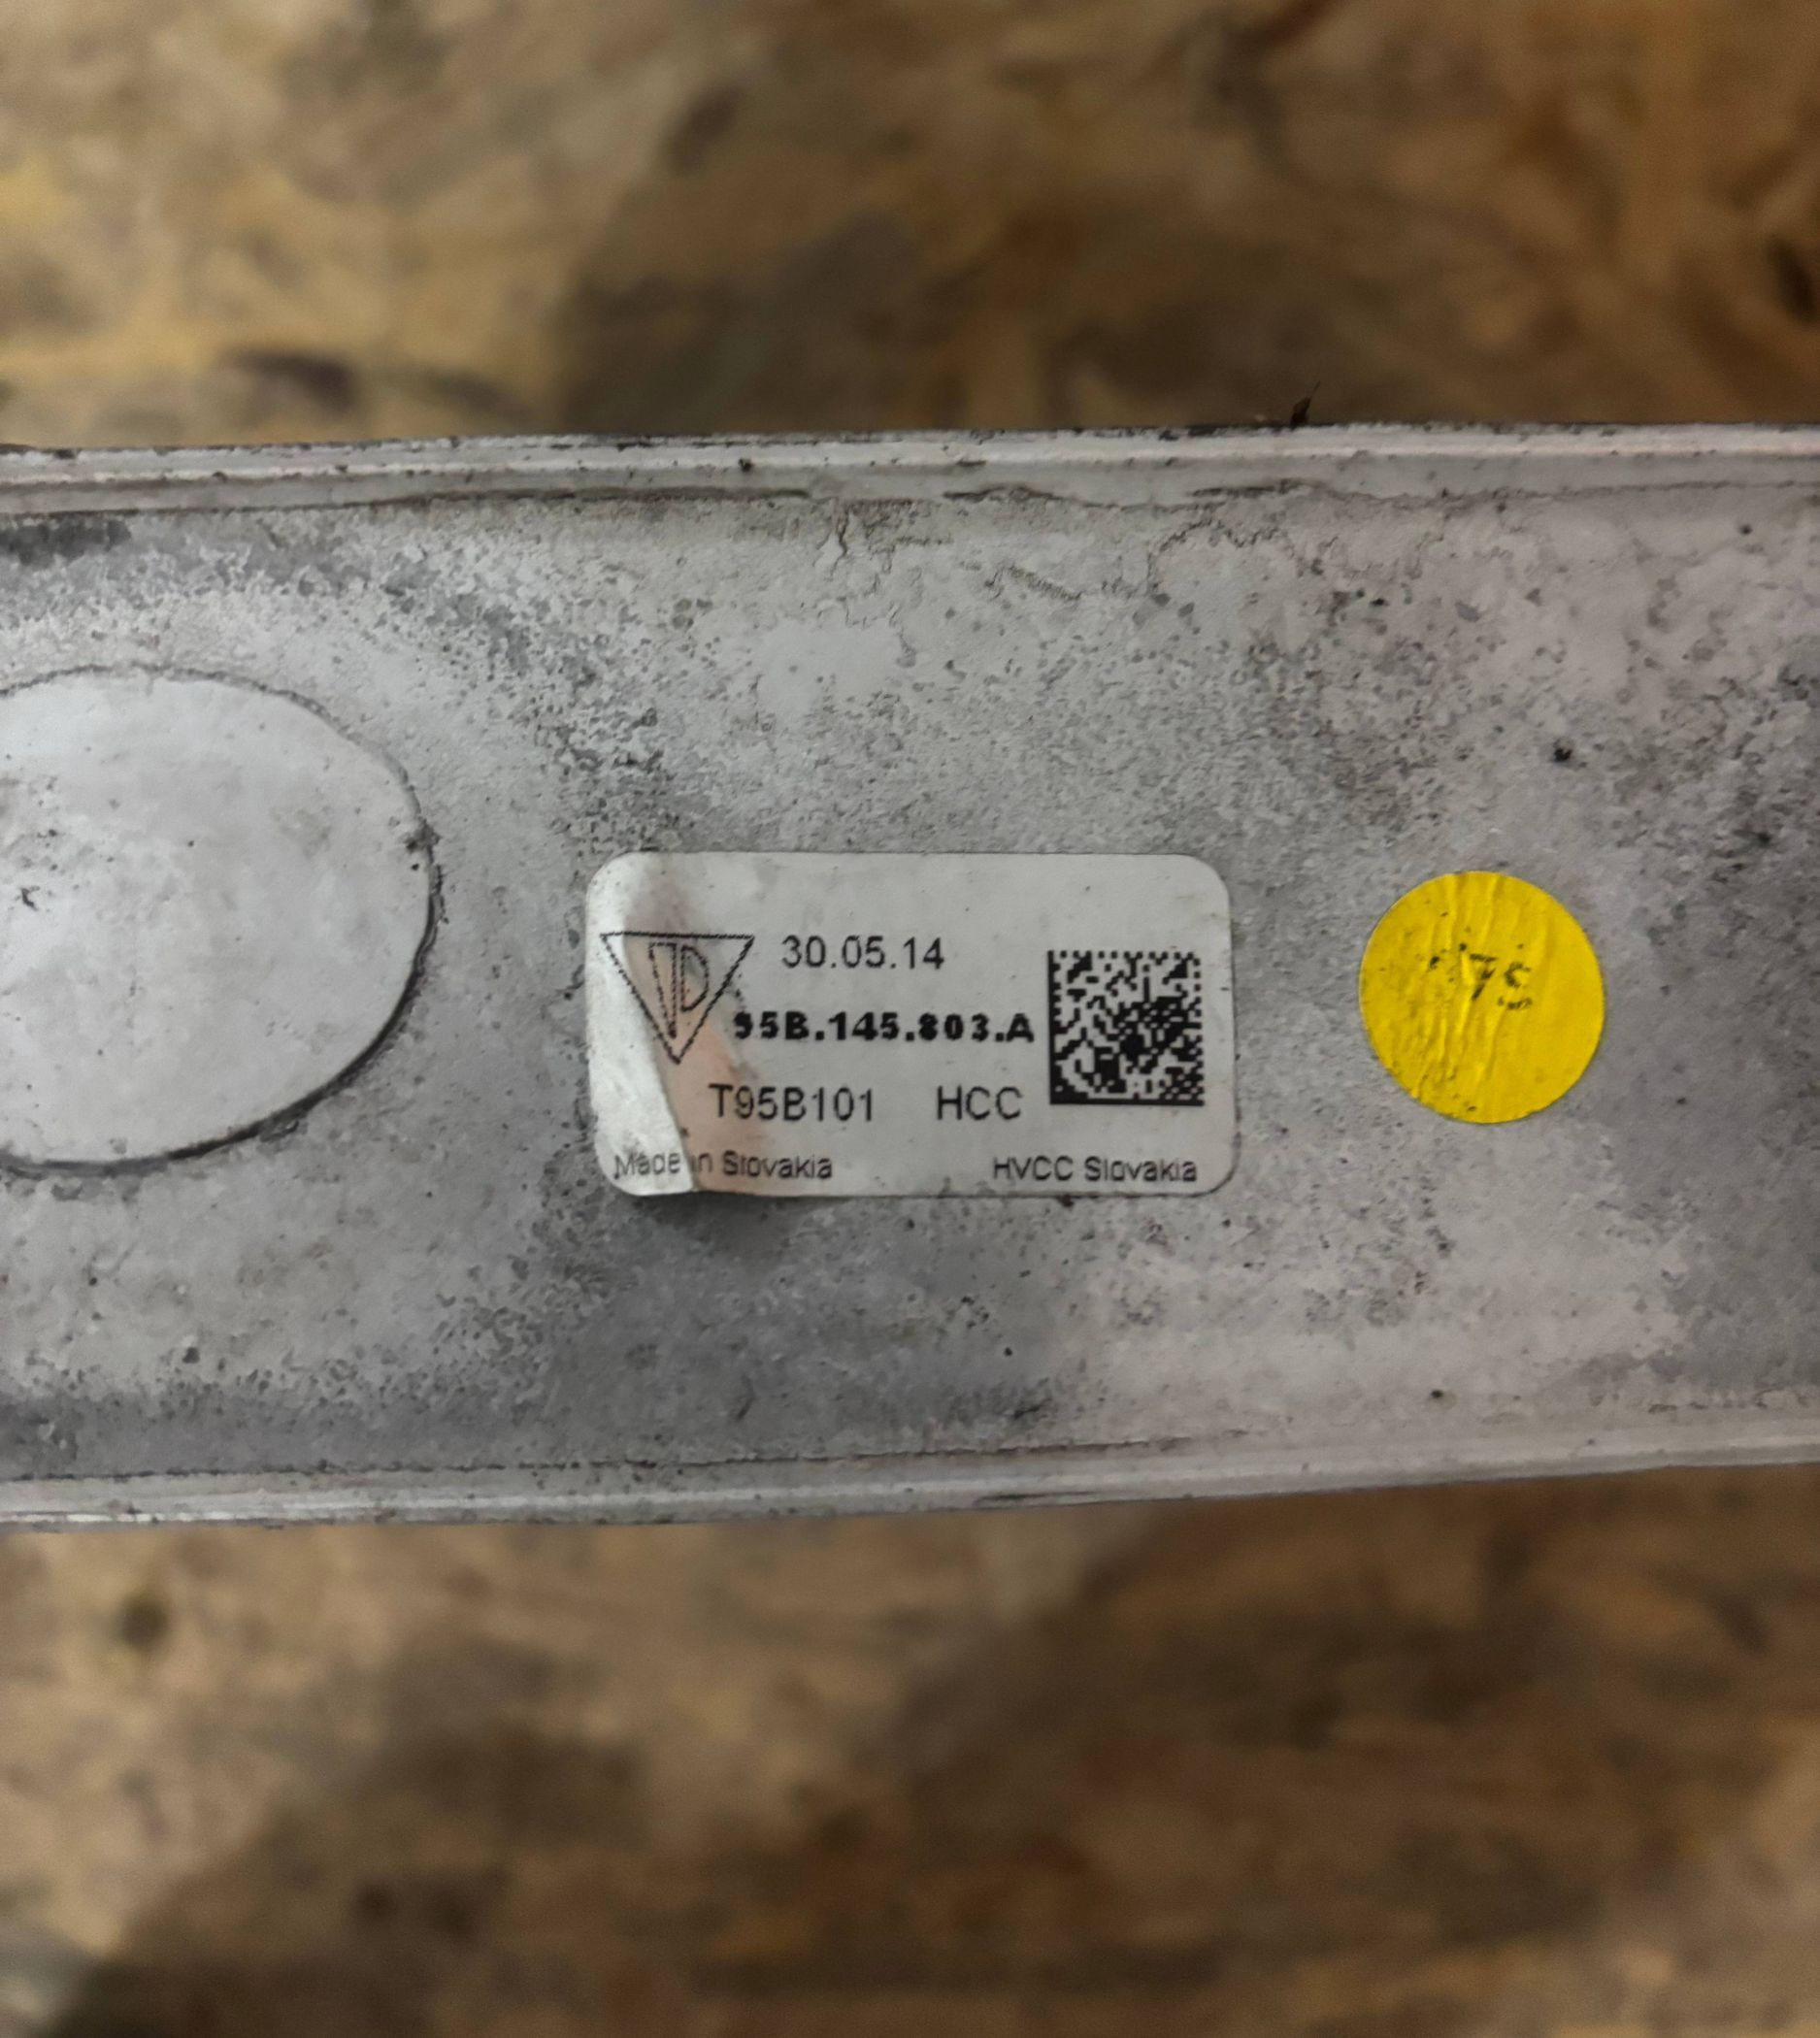 30.05.14
95B.145.803.A
T95B101 HCC
Made in Slovakia HVCC Slovakia